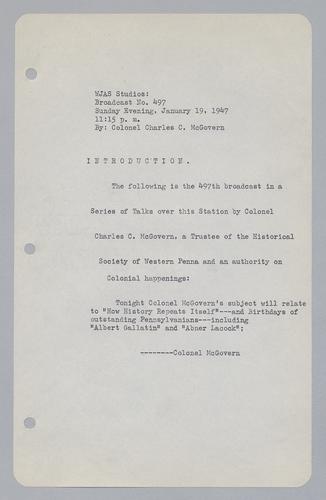 WJAS Studios:
Broadcast No. 497
Sunday Evening, January 19, 1947
11:15 p. m.
By: Colonel Charles C. McGovern
I N T R O D U C T I O N .
The following is the 497th broadcast in a
Series of Talks over this Station by Colonel
Charles C. McGovern, a Trustee of the Historical
Society of Western Penna and an authority on
Colonial happenings:
Tonight Colonel McGovern's subject will relate
to "How History Repeats Itself"---and Birthdays of
outstanding Pennsylvanians---including
"Albert Gallatin" and "Abner Lacock";
--------Colonel McGovern